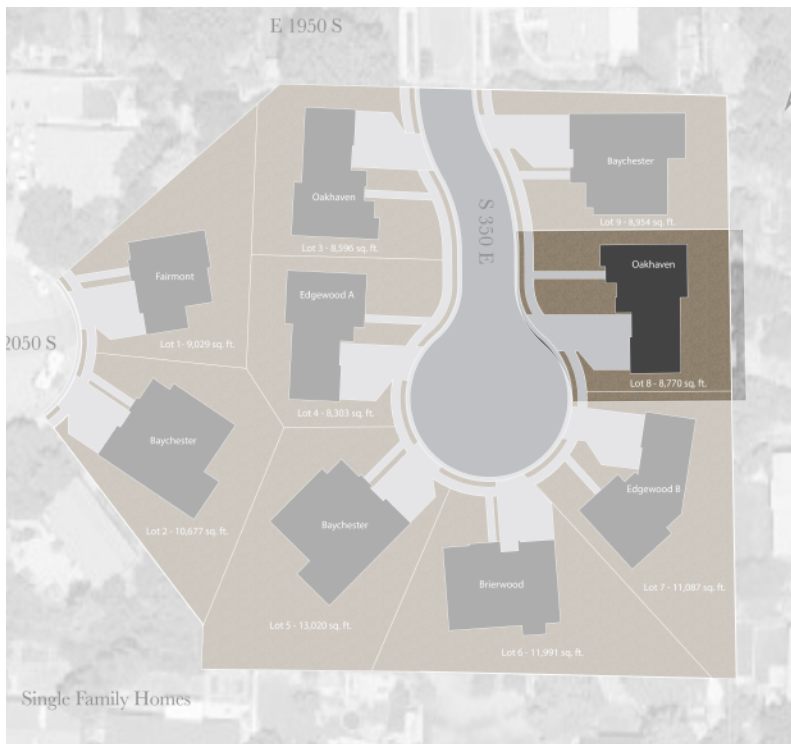 E 1950 S
Baychester
Oakhaven
Lot 9 - 8,954 sq. ft.
S 350 E
Lot 3 - 8,596 sq. ft.
Oakhaven
Fairmont
Edgewood A
2050 S
Lot 1- 9,029 sq. ft.
Lot 8 - 8,770 sq. ft.
Lot 4 - 8,303 sq. ft.
Baychester
Edgewood B
Baychester
Lot 2 - 10,677 sq. ft.
Brierwood
Lot 7 - 11,087 sq. ft.
Lot 5 - 13,020 sq. ft.
Lot 6 - 11,991 sq. ft.
Single Family Homes